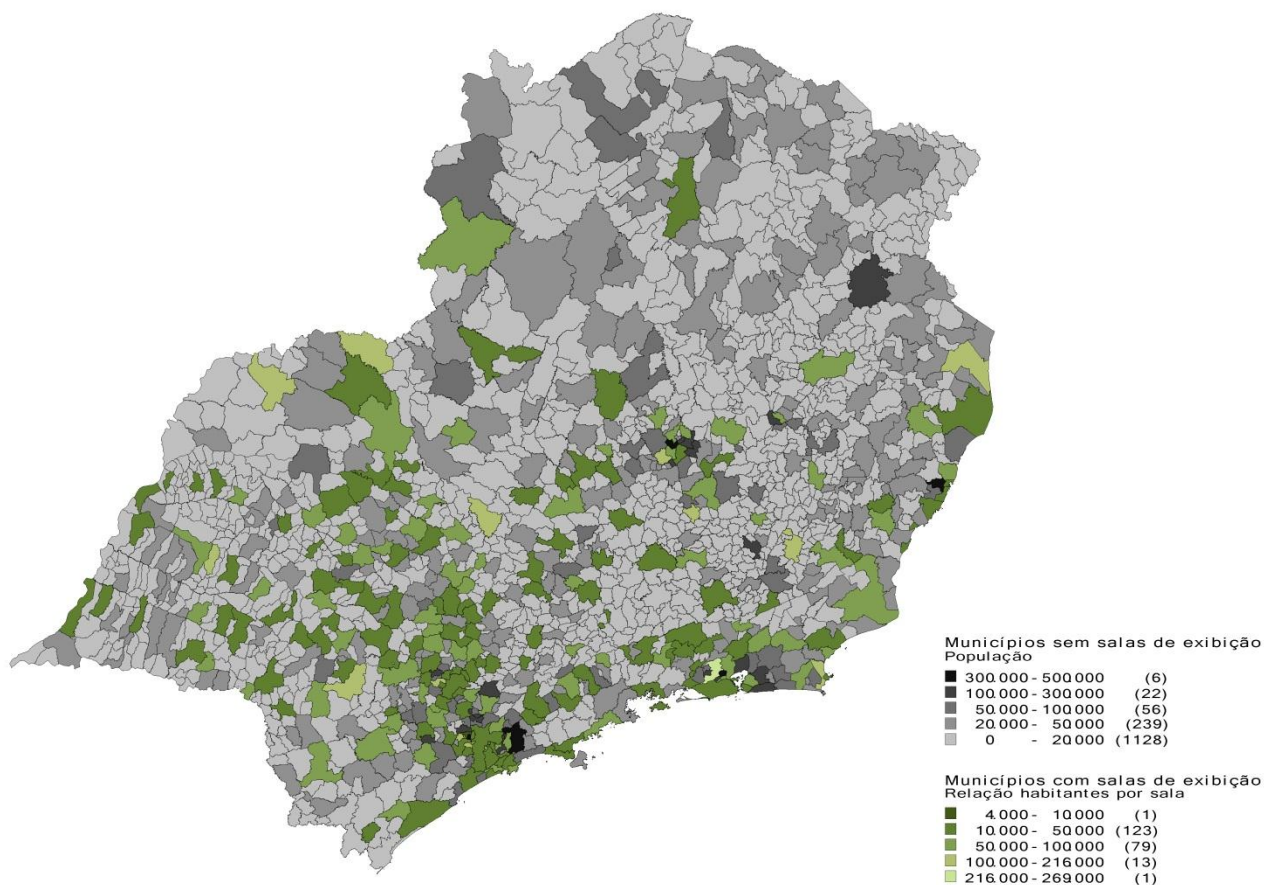 Municípios sem salas de exibição
População
300.000 - 500.000 (6)
100.000 - 300.000 (22)
50.000 - 100.000 (56)
20.000 - 50.000 (239)
0 - 20.000 (1128)
Municípios com salas de exibição
Relação habitantes por sala
4.000 - 10.000 (1)
10.000 - 50.000 (123)
50.000 - 100.000 (79)
100.000 - 216.000 (13)
216.000 - 269.000 (1)